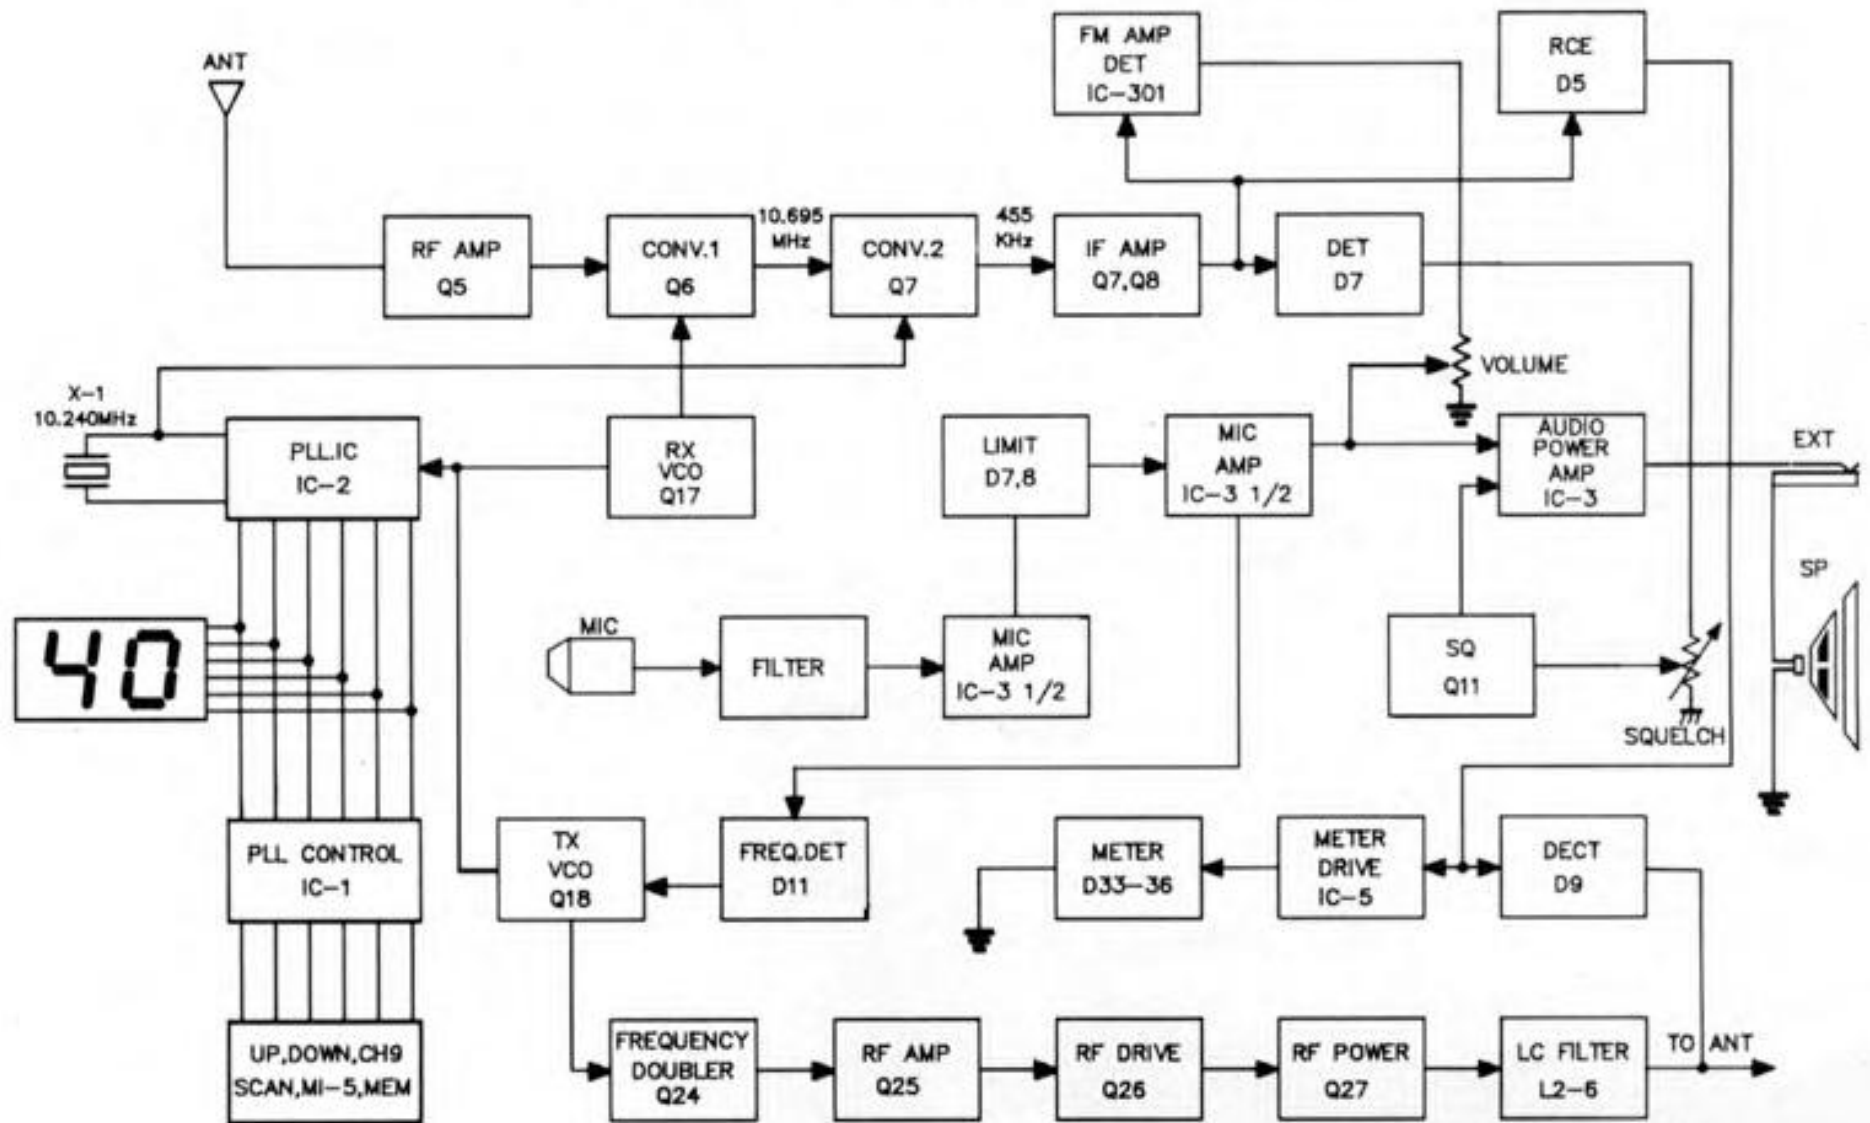 FM AMP
DET
IC-301
RCE
D5
ANT
RF AMP
Q5
CONV.1
Q6
10.695
MHz
CONV.2
Q7
455
KHz
IF AMP
Q7,Q8
DET
D7
X-1
10.240MHz
VOLUME
PLL.IC
IC-2
RX
VCO
Q17
LIMIT
D7,8
MIC
AMP
IC-3 1/2
AUDIO
POWER
AMP
IC-3
EXT
SP
40
MIC
FILTER
MIC
AMP
IC-3 1/2
SQ
Q11
SQUELCH
PLL CONTROL
IC-1
TX
VCO
Q18
FREQ.DET
D11
METER
D33-36
METER
DRIVE
IC-5
DECT
D9
UP,DOWN,CH9
SCAN,MI-5,MEM
FREQUENCY
DOUBLER
Q24
RF AMP
Q25
RF DRIVE
Q26
RF POWER
Q27
LC FILTER
L2-6
TO ANT